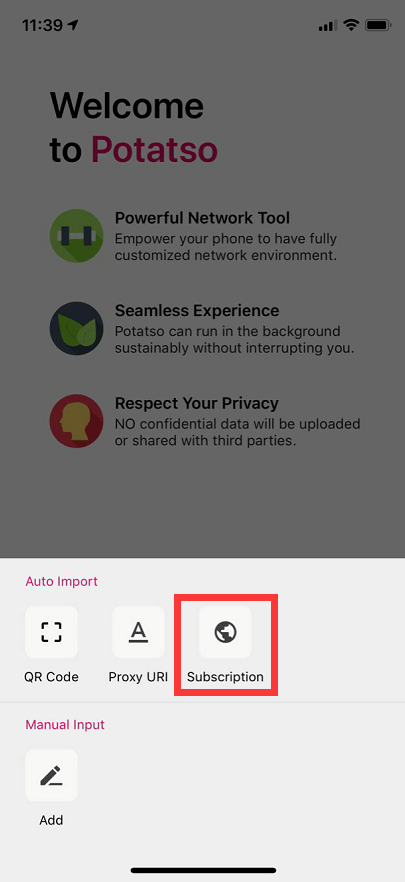 11:39
Welcome
to Potatso
Powerful Network Tool
Empower your phone to have fully
customized network environment.
Seamless Experience
Potatso can run in the background
sustainably without interrupting you.
Respect Your Privacy
NO confidential data will be uploaded
or shared with third parties.
Auto Import
QR Code
Proxy URI
Subscription
Manual Input
Add